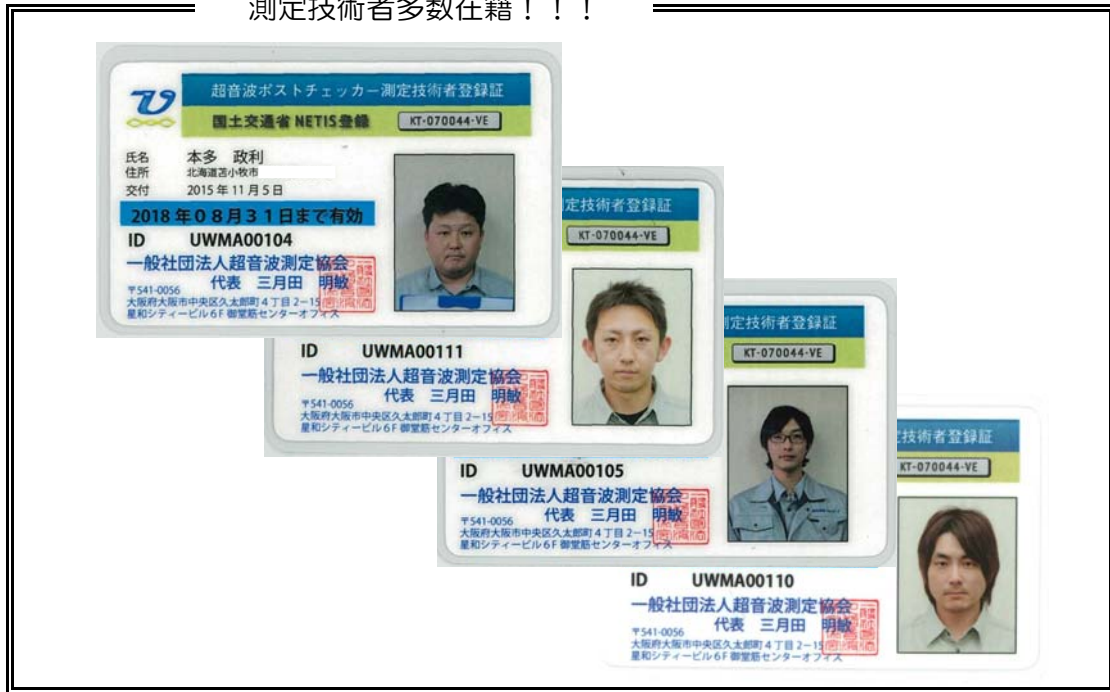 測定技術者多数在籍！！！
超音波ポストチェッカー測定技術者登録証
国土交通省 NETIS登録 KT-070044-VE
氏名 本多 政利
住所 北海道苫小牧市
交付 2015年11月5日
2018年08月31日まで有効
ID UWMA00104
一般社団法人超音波測定協会
代表 三月田 明敏
〒541-0056
大阪府大阪市中央区久太郎町4丁目2−15
星和シティービル6F 御堂筋センターオフィス
定技術者登録証
KT-070044-VE
ID UWMA00111
一般社団法人超音波測定協会
代表 三月田 明敏
〒541-0056
大阪府大阪市中央区久太郎町4丁目2−15
星和シティービル6F 御堂筋センターオフィス
測定技術者登録証
KT-070044-VE
ID UWMA00105
一般社団法人超音波測定協会
代表 三月田 明敏
〒541-0056
大阪府大阪市中央区久太郎町4丁目2−15
星和シティービル6F 御堂筋センターオフィス
定技術者登録証
KT-070044-VE
ID UWMA00110
一般社団法人超音波測定協会
代表 三月田 明敏
〒541-0056
大阪府大阪市中央区久太郎町4丁目2−15
星和シティービル6F 御堂筋センターオフィス